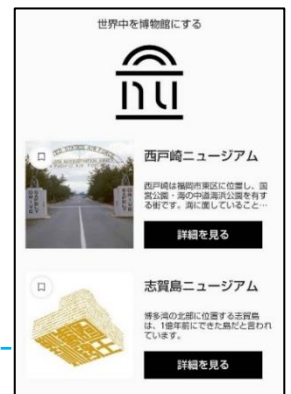 世界中を博物館にする
nu
西戸崎ニュージアム
西戸崎は福岡市東区に位置し、国
営公園・海の中道海浜公園を有す
る街です。海に面していること…
詳細を見る
志賀島ニュージアム
博多湾の北部に位置する志賀島
は、1億年前にできた島だと言われ
ています。
詳細を見る